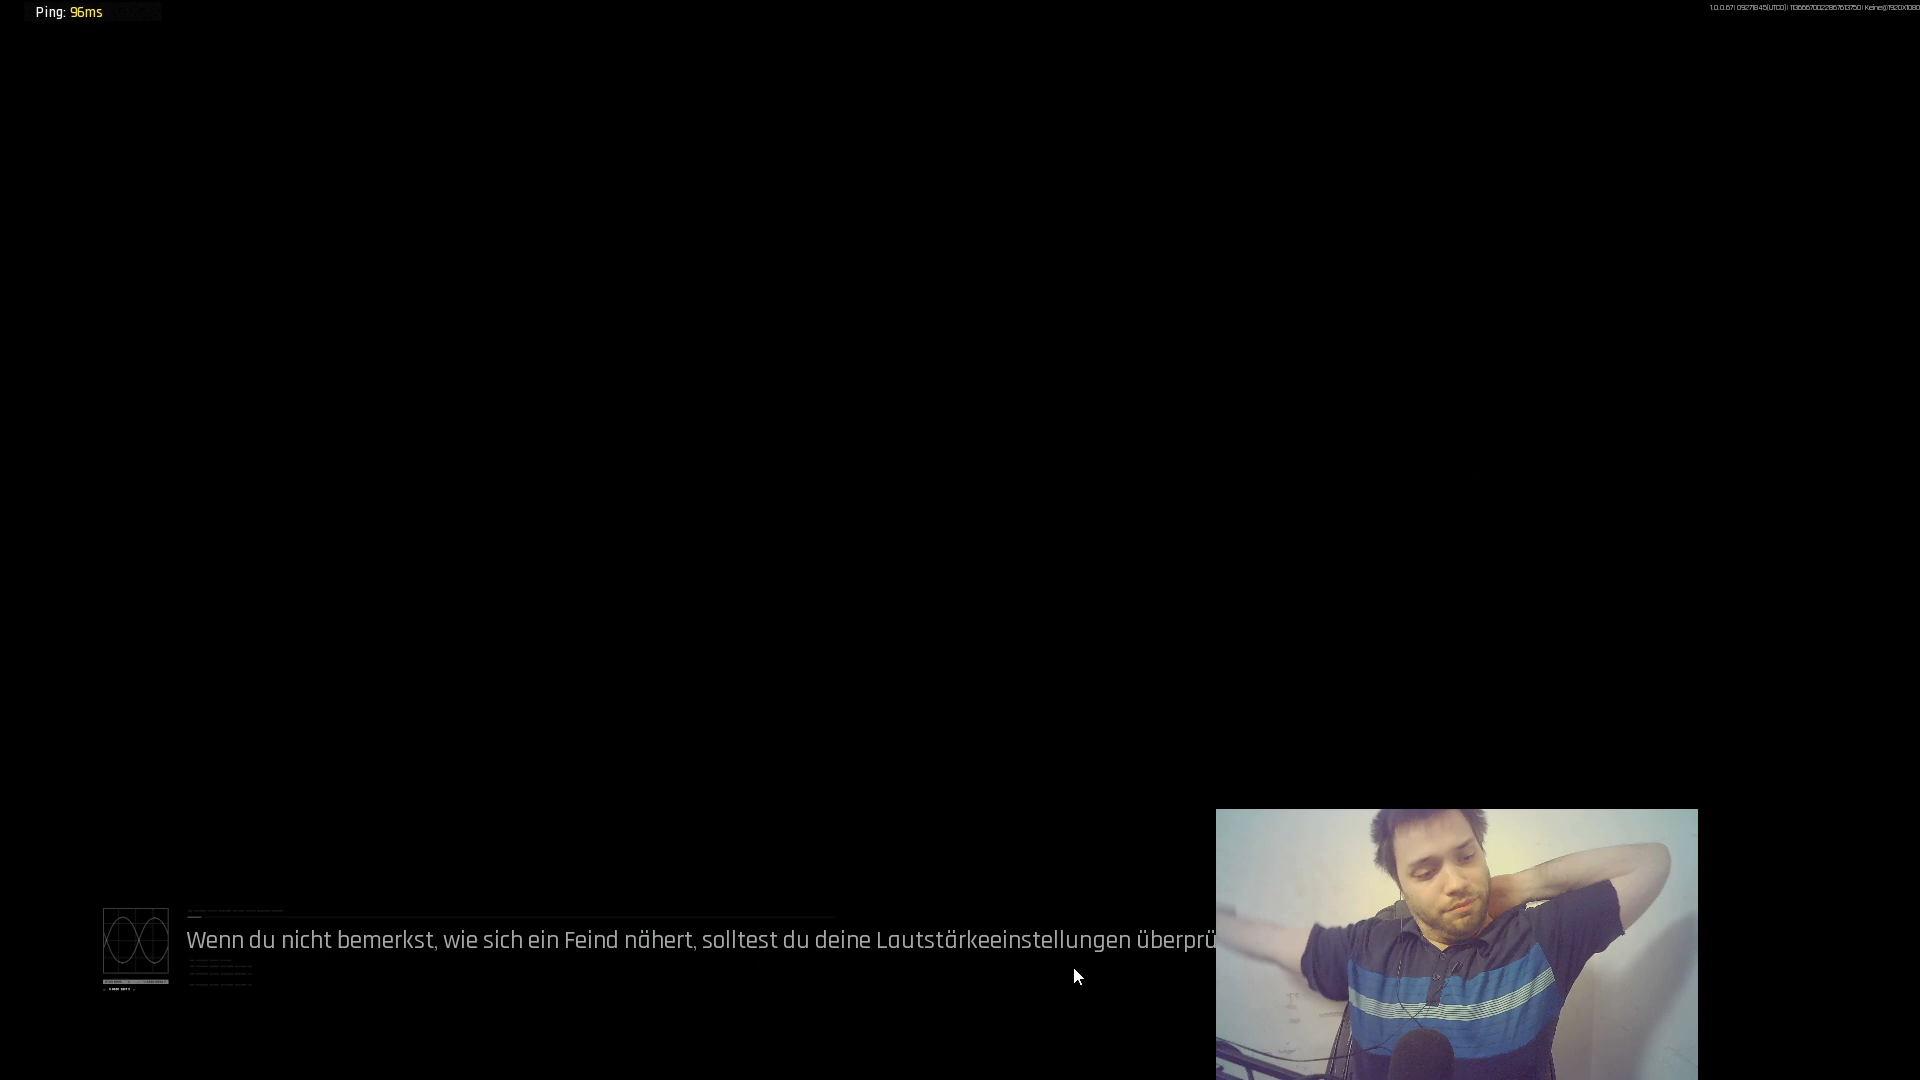 Ping: 96ms
Wenn du nicht bemerkst, wie sich ein Feind nähert, solltest du deine Lautstärkeeinstellungen überprü